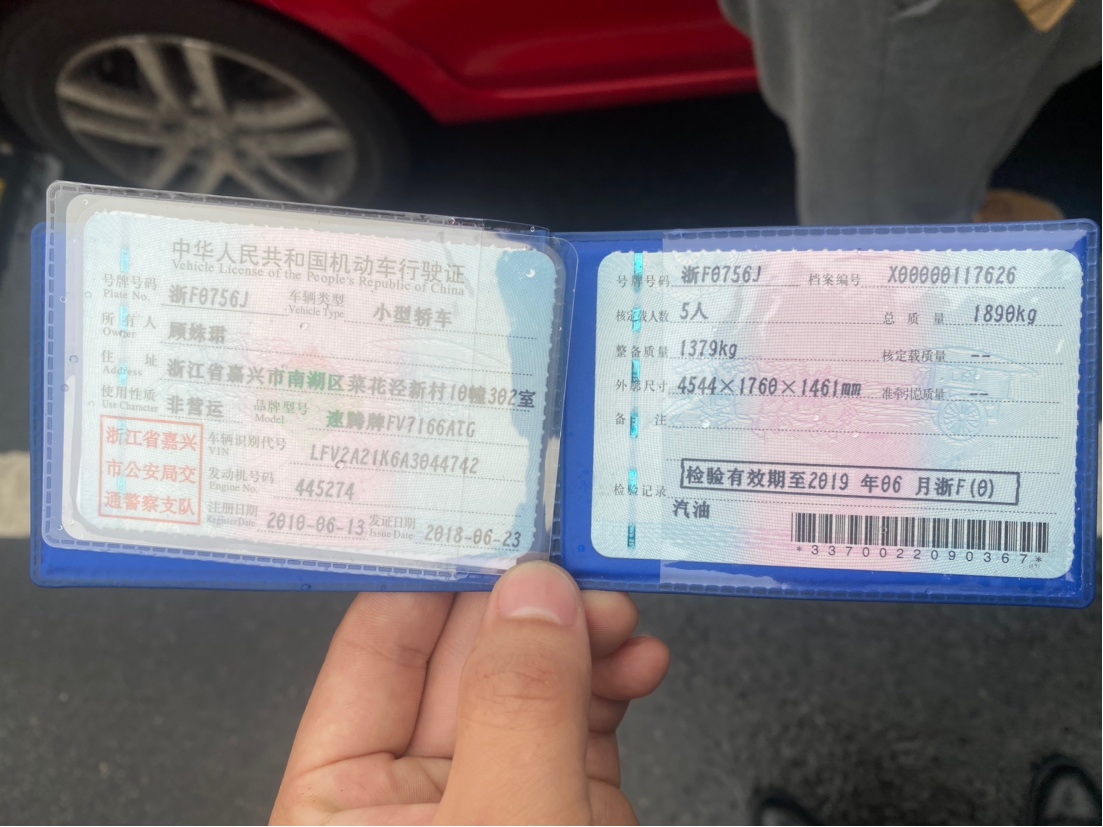 中华人民共和国机动车行驶证
Vehicle License of the People's Republic of China
号牌号码 浙F0756J 车辆类型 小型轿车
Plate No. Vehicle Type
所有人 顾姝珺
Owner
住址 浙江省嘉兴市南湖区菜花泾新村10幢302室
Address
使用性质 非营运 品牌型号 速腾牌FV7166ATG
Use Character Model
浙江省嘉兴
市公安局交
通警察支队
车辆识别代号 LFV2A21K6A3044742
VIN
发动机号码 445274
Engine No.
注册日期 2010-06-13 发证日期 2018-06-23
Register Date Issue Date
号牌号码 浙F0756J 档案编号 X00000117626
核定载人数 5人 总质量 1890kg
整备质量 1379kg 核定载质量 --
外廓尺寸 4544×1760×1461mm 准牵引总质量 --
备注
检验记录 检验有效期至2019年06月浙F(0)
汽油
*3370022090367*